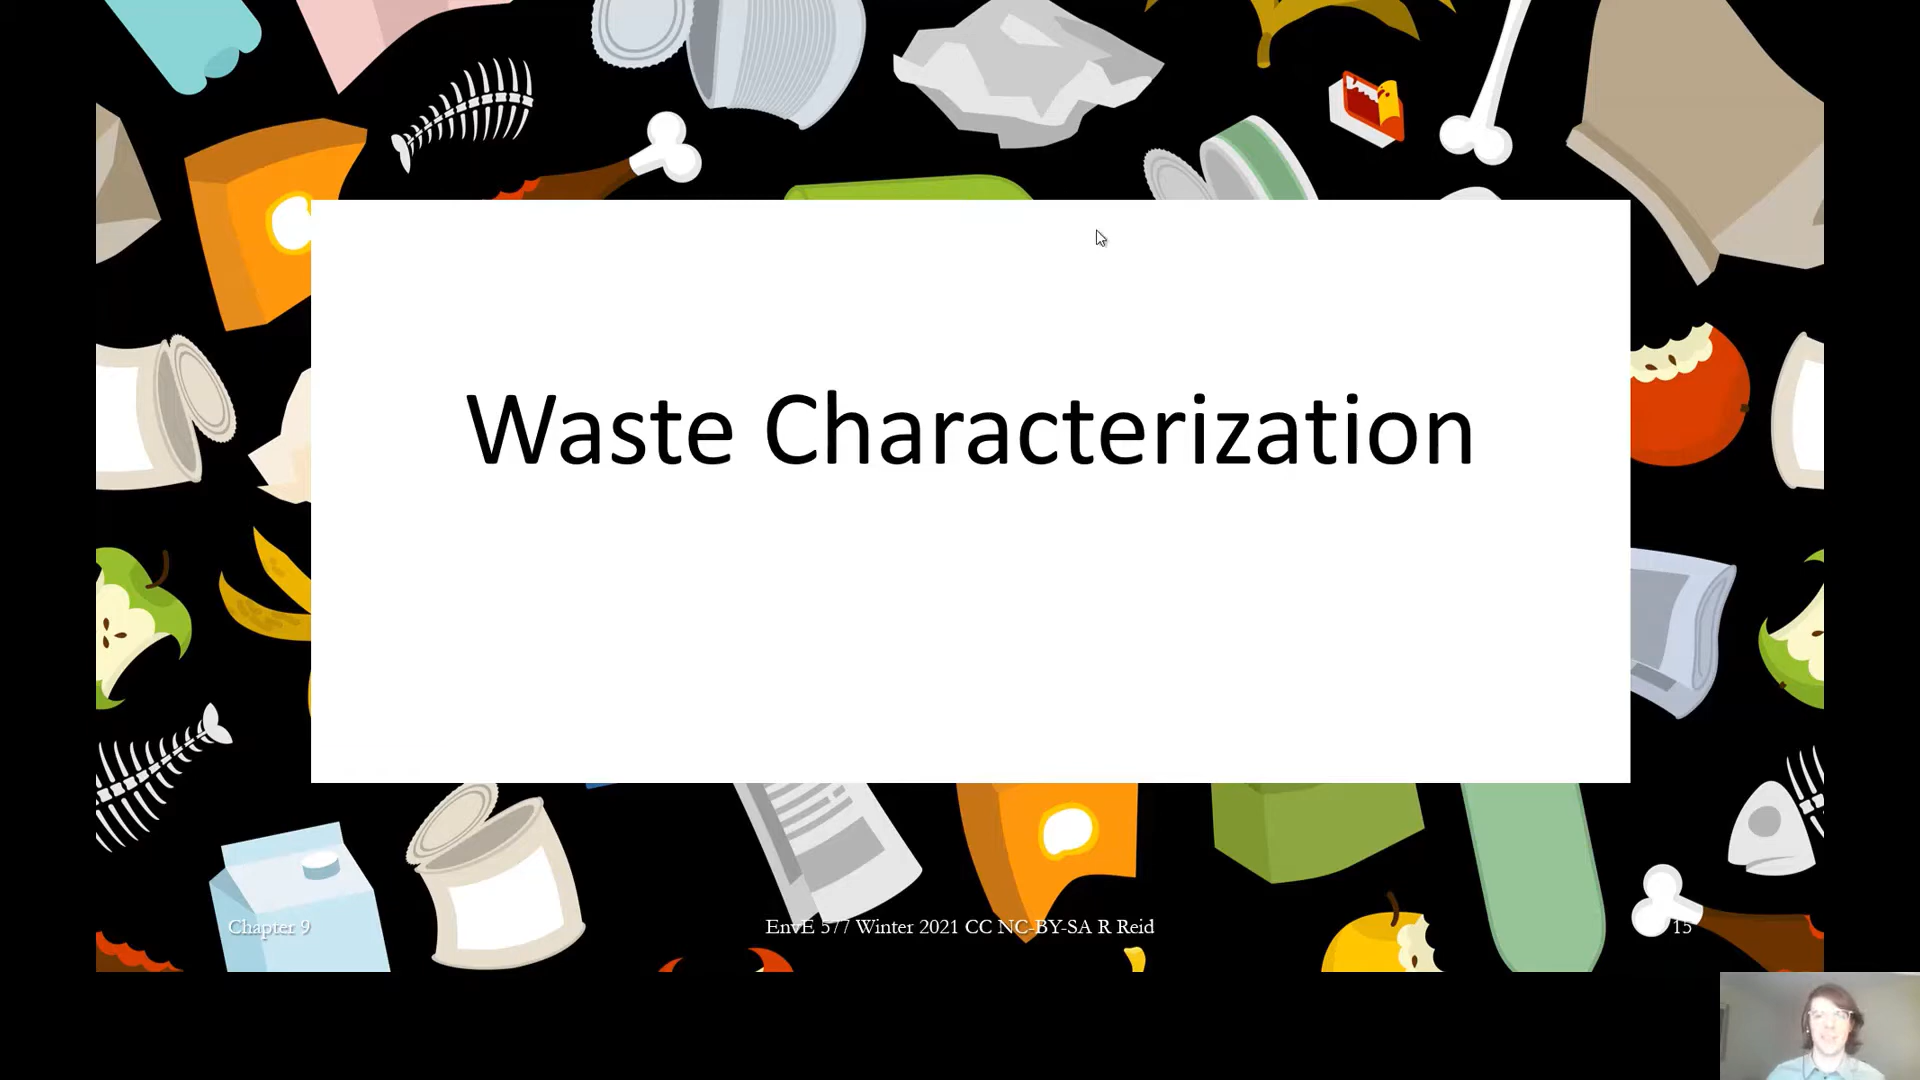 Waste Characterization
Chapter 9
EnvE 577 Winter 2021 CC NC-BY-SA R Reid
15